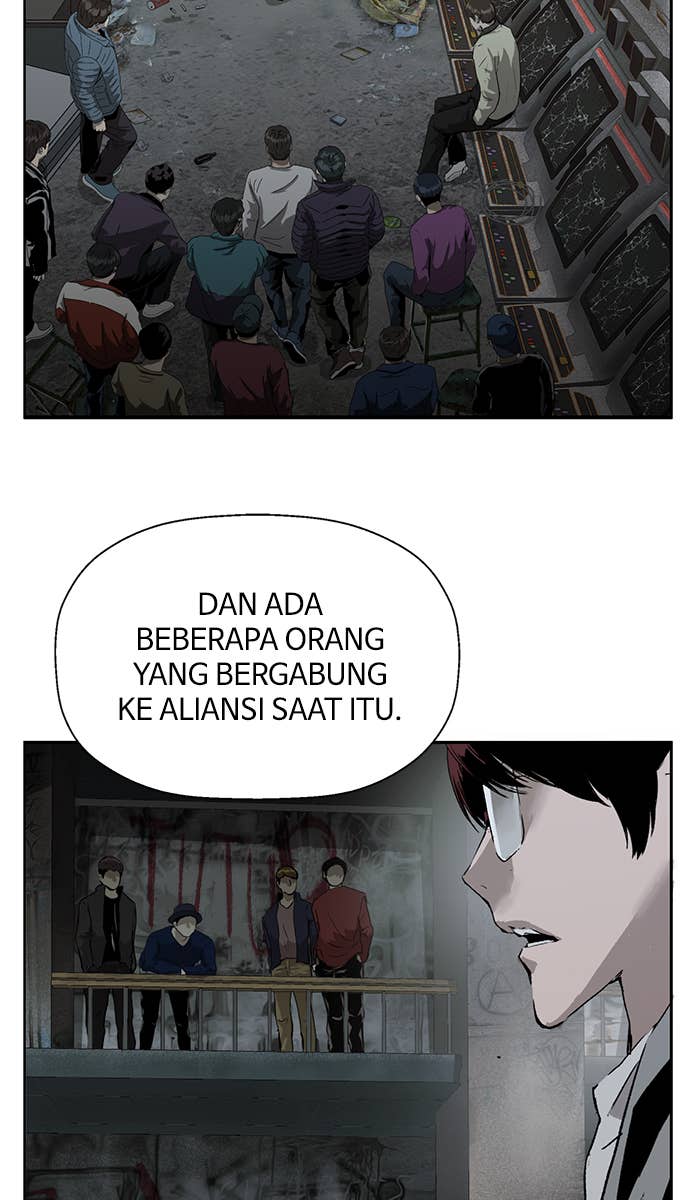 DAN ADA
BEBERAPA ORANG
YANG BERGABUNG
KE ALIANSI SAAT ITU.